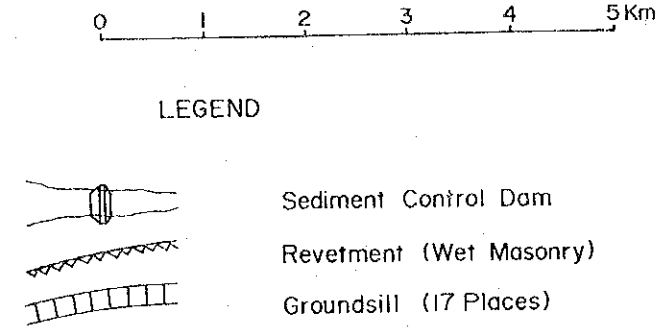 0 1 2 3 4 5 Km
LEGEND
Sediment Control Dam
Revetment (Wet Masonry)
Groundsill (17 Places)